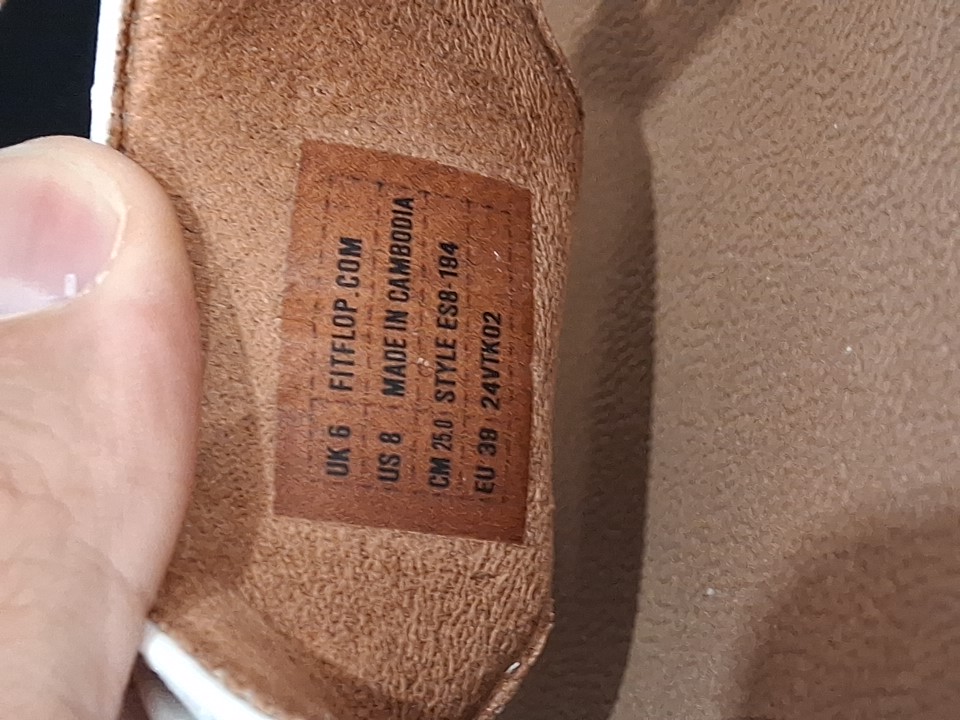 UK 6 FITFLOP.COM
US 8 MADE IN CAMBODIA
CM 25.0 STYLE ES8-194
EU 39 24VTK02